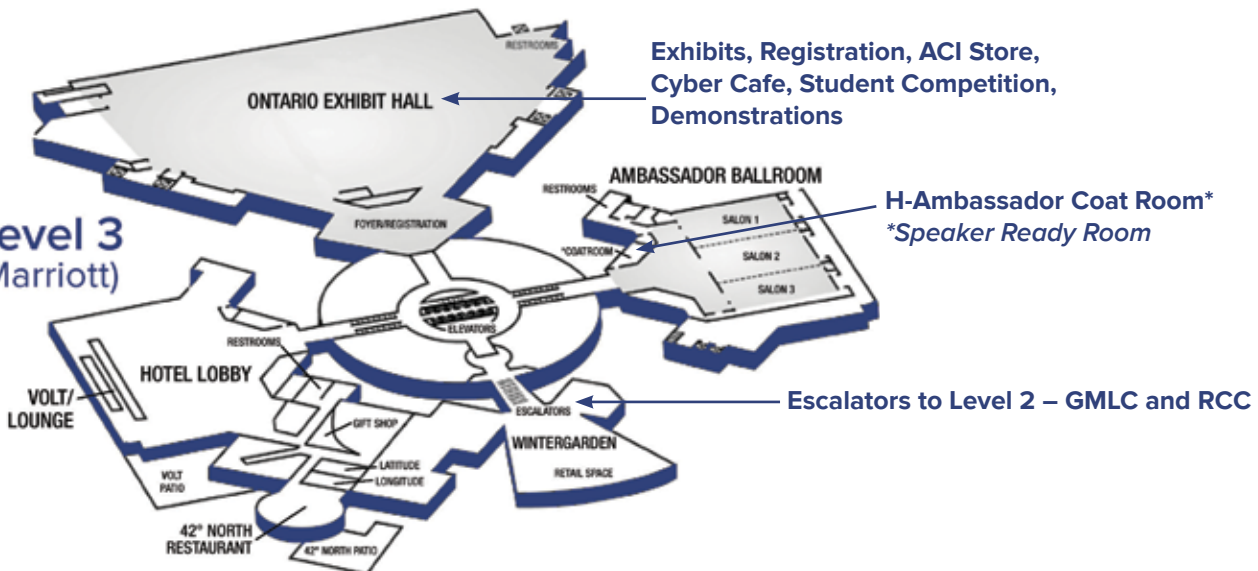 RESTROOMS
Exhibits, Registration, ACI Store,
Cyber Cafe, Student Competition,
Demonstrations
ONTARIO EXHIBIT HALL
AMBASSADOR BALLROOM
RESTROOMS
SALON 1
H-Ambassador Coat Room*
*Speaker Ready Room
FOYER/REGISTRATION
evel 3
Marriott)
*COATROOM
SALON 2
SALON 3
ELEVATORS
RESTROOMS
HOTEL LOBBY
VOLT/
LOUNGE
ESCALATORS
Escalators to Level 2 – GMLC and RCC
GIFT SHOP
WINTERGARDEN
LATITUDE
RETAIL SPACE
VOLT
PATIO
LONGITUDE
42° NORTH
RESTAURANT
42° NORTH PATIO